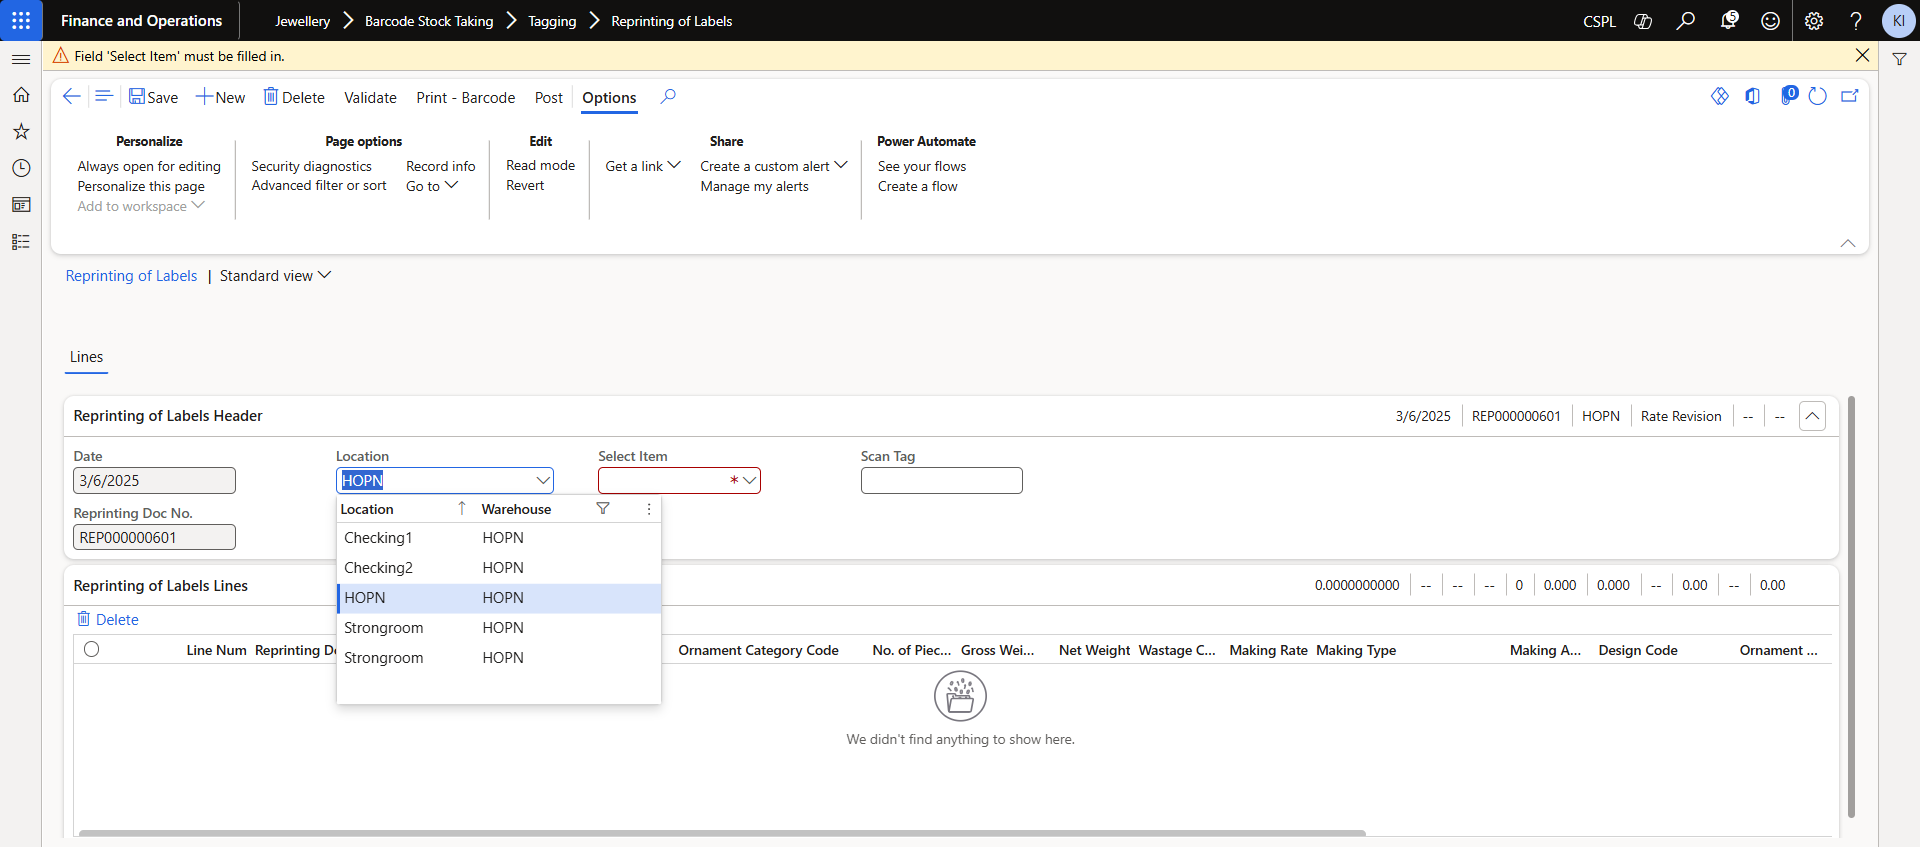 Finance and Operations
Jewellery > Barcode Stock Taking > Tagging > Reprinting of Labels
CSPL
5
KI
Field 'Select Item' must be filled in.
Save
New
Delete
Validate
Print - Barcode
Post
Options
0
Personalize
Always open for editing
Personalize this page
Add to workspace
Page options
Security diagnostics
Advanced filter or sort
Record info
Go to
Edit
Read mode
Revert
Share
Get a link
Create a custom alert
Manage my alerts
Power Automate
See your flows
Create a flow
Reprinting of Labels | Standard view
Lines
Reprinting of Labels Header
3/6/2025 | REP000000601 | HOPN | Rate Revision | -- | --
Date
3/6/2025
Location
HOPN
Select Item
*
Scan Tag
Reprinting Doc No.
REP000000601
Location Warehouse
Checking1 HOPN
Checking2 HOPN
HOPN HOPN
Strongroom HOPN
Strongroom HOPN
Reprinting of Labels Lines
0.0000000000 | -- | -- | -- | 0 | 0.000 | 0.000 | -- | 0.00 | -- | 0.00
Delete
Line Num Reprinting D Ornament Category Code No. of Piec... Gross Wei... Net Weight Wastage C... Making Rate Making Type Making A... Design Code Ornament ...
We didn't find anything to show here.